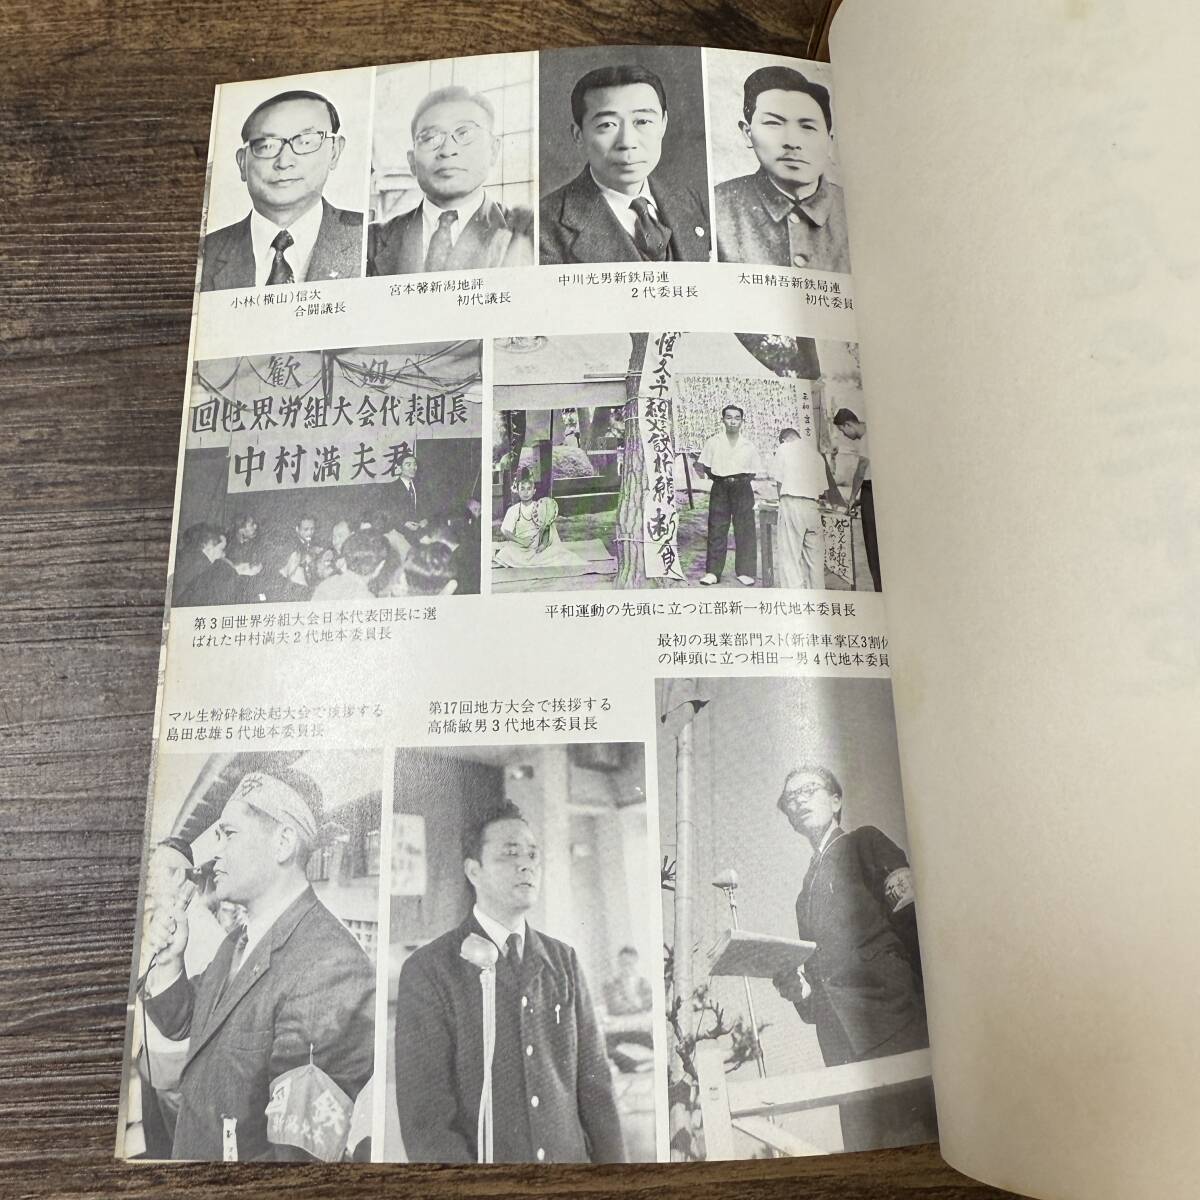 小林(横山)信次
合闘議長
宮本馨新潟地評
初代議長
中川光男新鉄局連
2代委員長
太田精吾新鉄局連
初代委員
歓迎
回世界労組大会代表団長
中村満夫君
平和宣言
第3回世界労組大会日本代表団長に選
ばれた中村満夫2代地本委員長
平和運動の先頭に立つ江部新一初代地本委員長
最初の現業部門スト(新津車掌区3割休
の陣頭に立つ相田一男4代地本委員
マル生粉砕総決起大会で挨拶する
島田忠雄5代地本委員長
第17回地方大会で挨拶する
高橋敏男3代地本委員長
労
国鉄